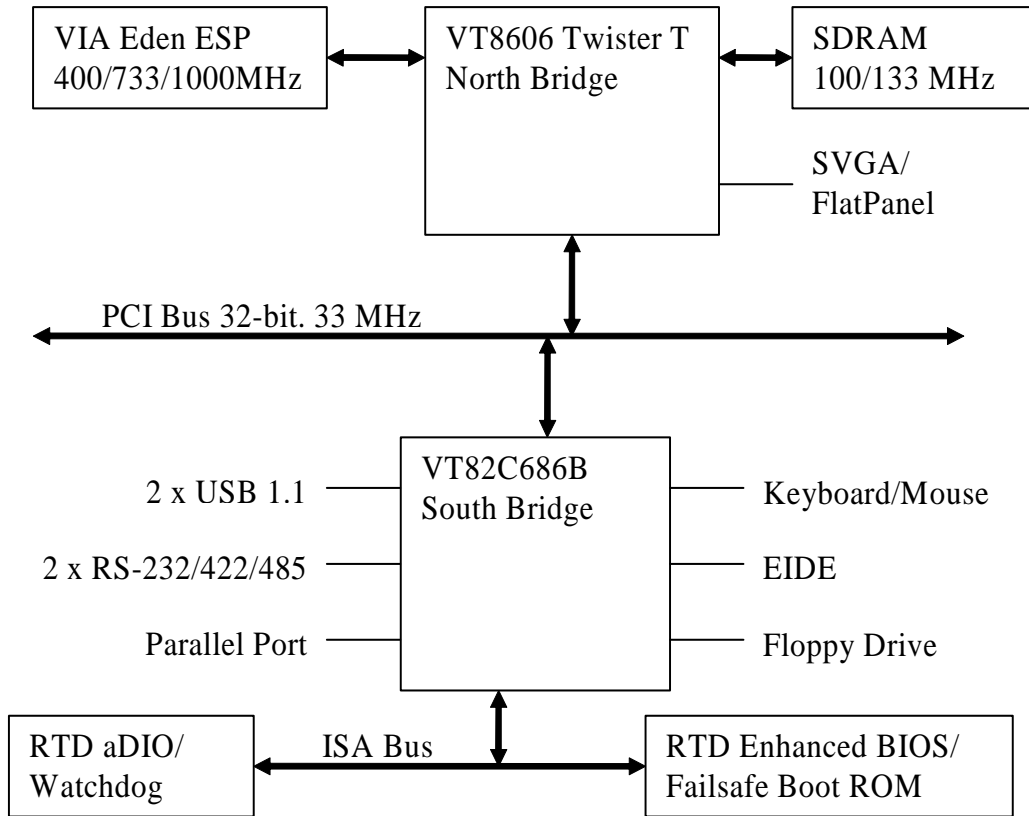 VIA Eden ESP
400/733/1000MHz
VT8606 Twister T
North Bridge
SDRAM
100/133 MHz
SVGA/
FlatPanel
PCI Bus 32-bit. 33 MHz
VT82C686B
South Bridge
2 x USB 1.1
2 x RS-232/422/485
Parallel Port
Keyboard/Mouse
EIDE
Floppy Drive
RTD aDIO/
Watchdog
ISA Bus
RTD Enhanced BIOS/
Failsafe Boot ROM